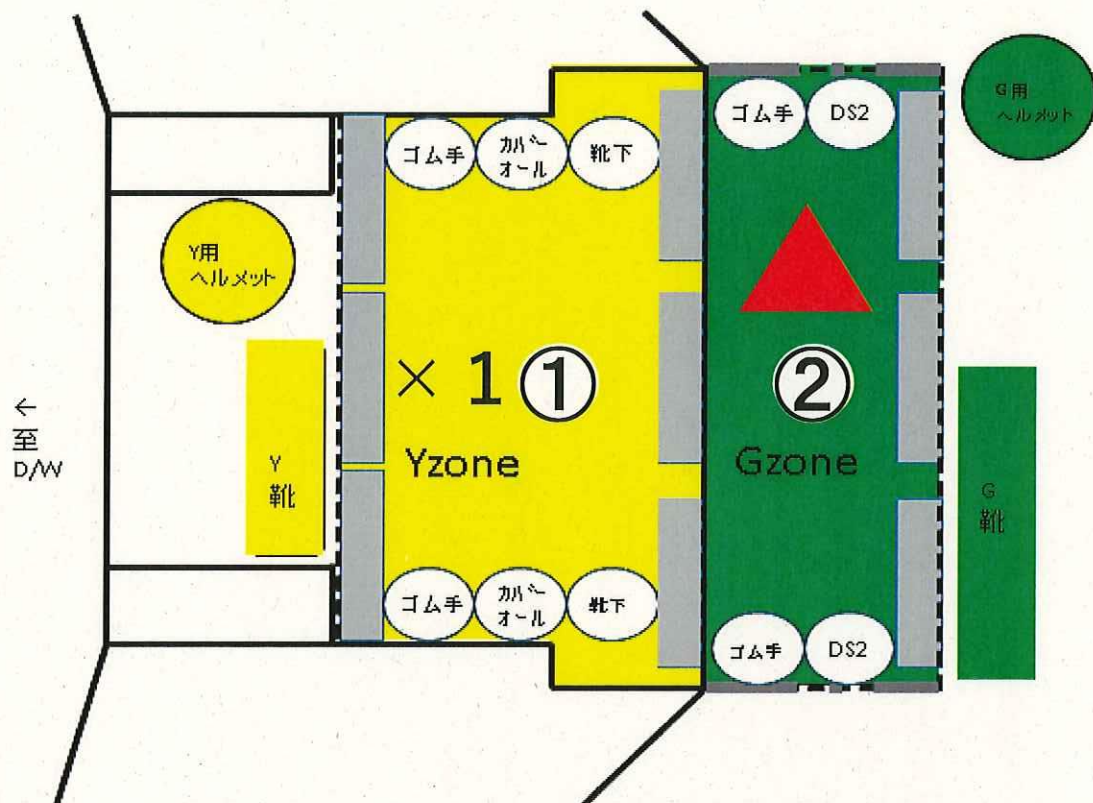 G用
ヘルメット
ゴム手
DS2
ゴム手
カバー
オール
靴下
Y用
ヘルメット
×1①
②
Yzone
Gzone
←
至
D/W
Y
靴
G
靴
ゴム手
カバー
オール
靴下
ゴム手
DS2